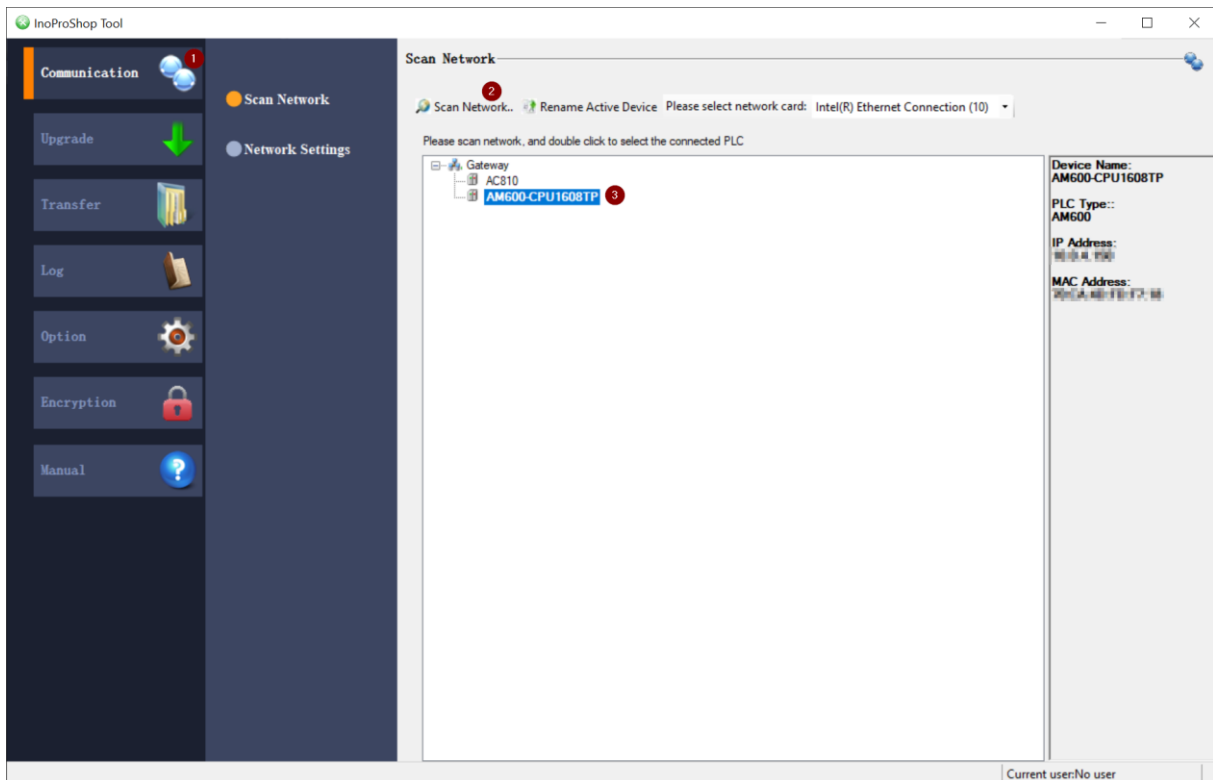 InoProShop Tool
Communication
1
Upgrade
Transfer
Log
Option
Encryption
Manual
Scan Network
Network Settings
Scan Network
2
Scan Network.. Rename Active Device Please select network card: Intel(R) Ethernet Connection (10)
Please scan network, and double click to select the connected PLC
Gateway
AC810
AM600-CPU1608TP 3
Device Name:
AM600-CPU1608TP
PLC Type::
AM600
IP Address:
MAC Address:
Current user:No user